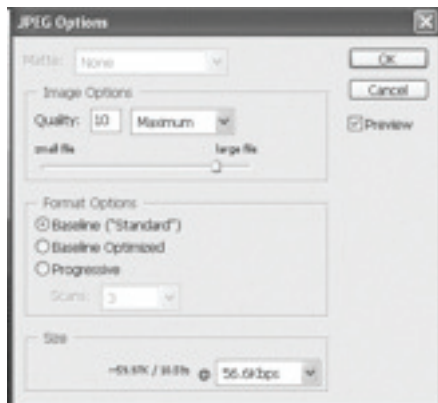 JPEG Options
Matte: None
OK
Image Options
Cancel
Quality: 10 Maximum
Preview
small file large file
Format Options
Baseline ("Standard")
Baseline Optimized
Progressive
Scans: 3
Size
56.6Kbps